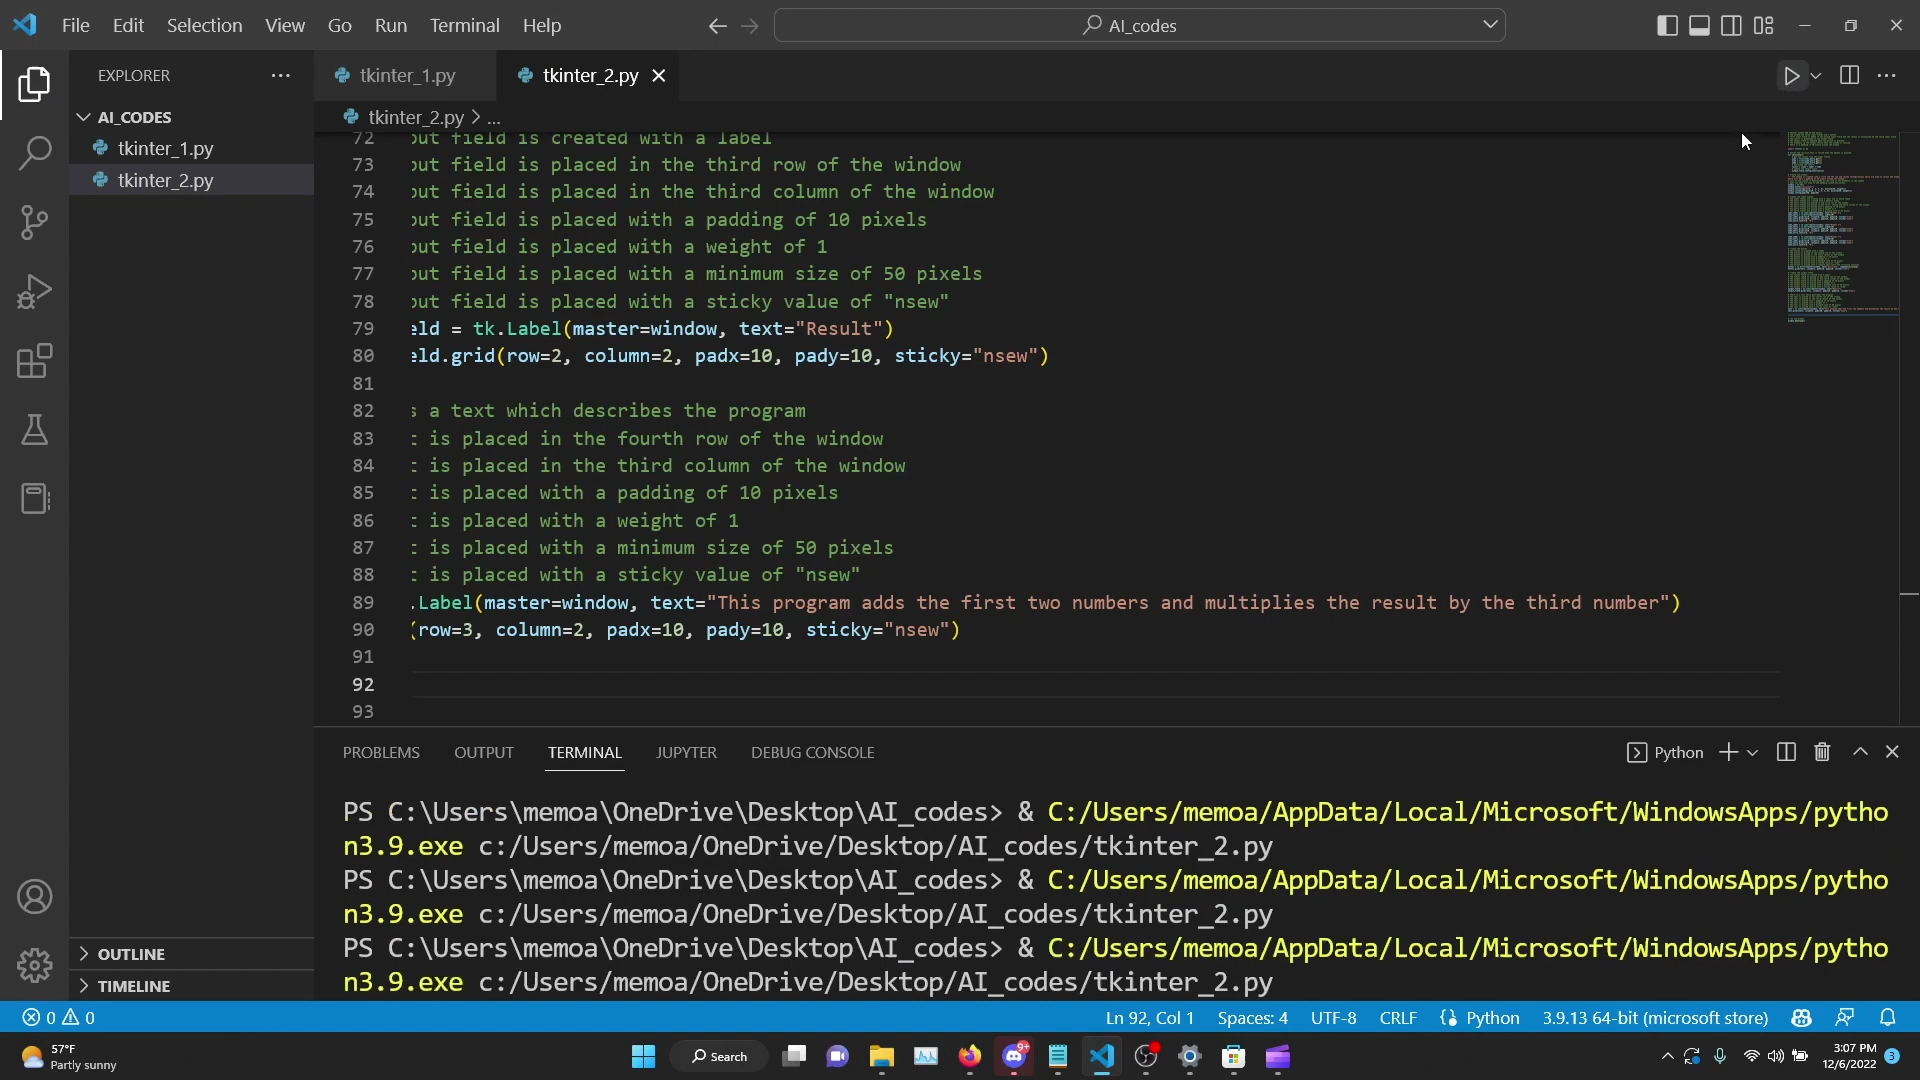 File Edit Selection View Go Run Terminal Help
AI_codes
EXPLORER
AI_CODES
tkinter_1.py
tkinter_2.py
OUTLINE
TIMELINE
tkinter_1.py
tkinter_2.py
tkinter_2.py > ...
72 put field is created with a label
73 put field is placed in the third row of the window
74 put field is placed in the third column of the window
75 put field is placed with a padding of 10 pixels
76 put field is placed with a weight of 1
77 put field is placed with a minimum size of 50 pixels
78 put field is placed with a sticky value of "nsew"
79 eld = tk.Label(master=window, text="Result")
80 eld.grid(row=2, column=2, padx=10, pady=10, sticky="nsew")
81
82 s a text which describes the program
83 t is placed in the fourth row of the window
84 t is placed in the third column of the window
85 t is placed with a padding of 10 pixels
86 t is placed with a weight of 1
87 t is placed with a minimum size of 50 pixels
88 t is placed with a sticky value of "nsew"
89 .Label(master=window, text="This program adds the first two numbers and multiplies the result by the third number")
90 (row=3, column=2, padx=10, pady=10, sticky="nsew")
91
92
93
PROBLEMS OUTPUT TERMINAL JUPYTER DEBUG CONSOLE
Python
PS C:\Users\memoa\OneDrive\Desktop\AI_codes> & C:/Users/memoa/AppData/Local/Microsoft/WindowsApps/pytho
n3.9.exe c:/Users/memoa/OneDrive/Desktop/AI_codes/tkinter_2.py
PS C:\Users\memoa\OneDrive\Desktop\AI_codes> & C:/Users/memoa/AppData/Local/Microsoft/WindowsApps/pytho
n3.9.exe c:/Users/memoa/OneDrive/Desktop/AI_codes/tkinter_2.py
PS C:\Users\memoa\OneDrive\Desktop\AI_codes> & C:/Users/memoa/AppData/Local/Microsoft/WindowsApps/pytho
n3.9.exe c:/Users/memoa/OneDrive/Desktop/AI_codes/tkinter_2.py
0 0
Ln 92, Col 1 Spaces: 4 UTF-8 CRLF Python 3.9.13 64-bit (microsoft store)
57°F
Partly sunny
Search
9+
3:07 PM
12/6/2022
3